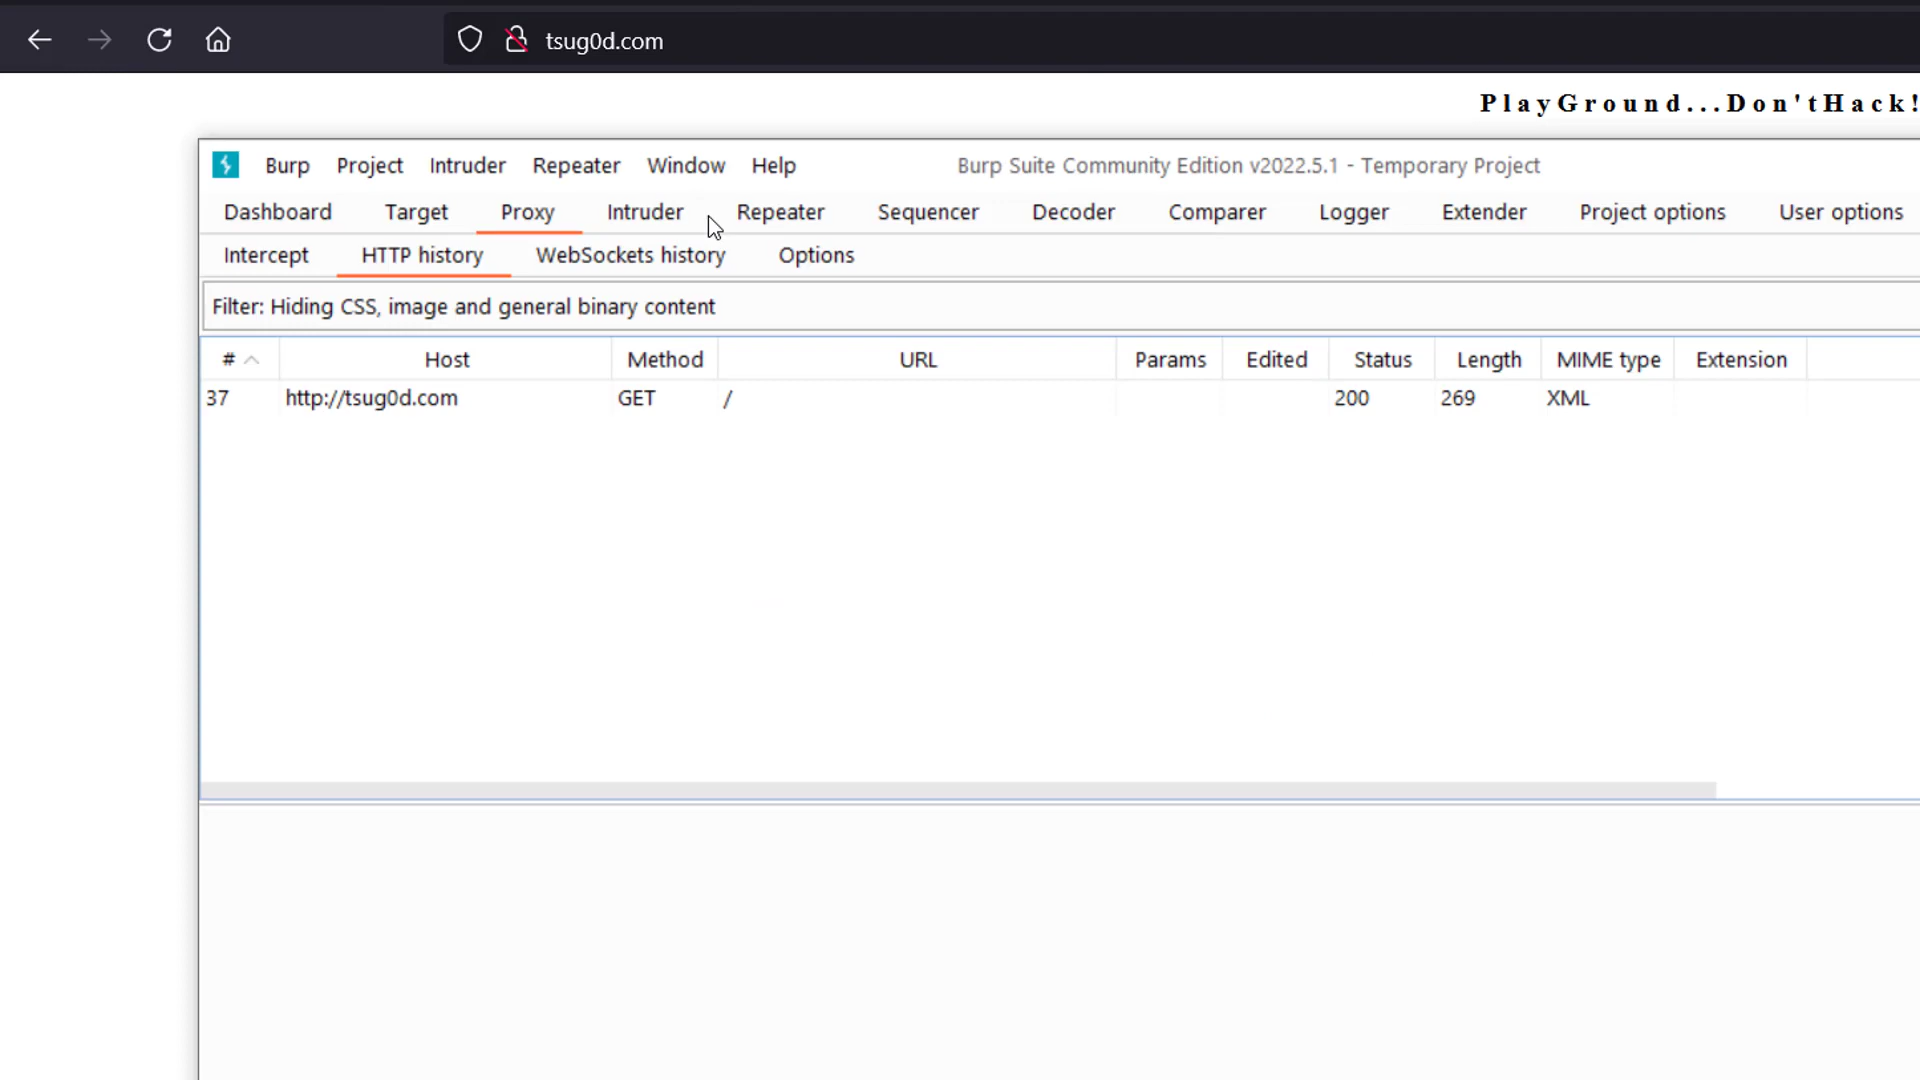 tsug0d.com
PlayGround...Don'tHack!
Burp Project Intruder Repeater Window Help Burp Suite Community Edition v2022.5.1 - Temporary Project
Dashboard Target Proxy Intruder Repeater Sequencer Decoder Comparer Logger Extender Project options User options
Intercept HTTP history WebSockets history Options
Filter: Hiding CSS, image and general binary content
# Host Method URL Params Edited Status Length MIME type Extension
37 http://tsug0d.com GET / 200 269 XML